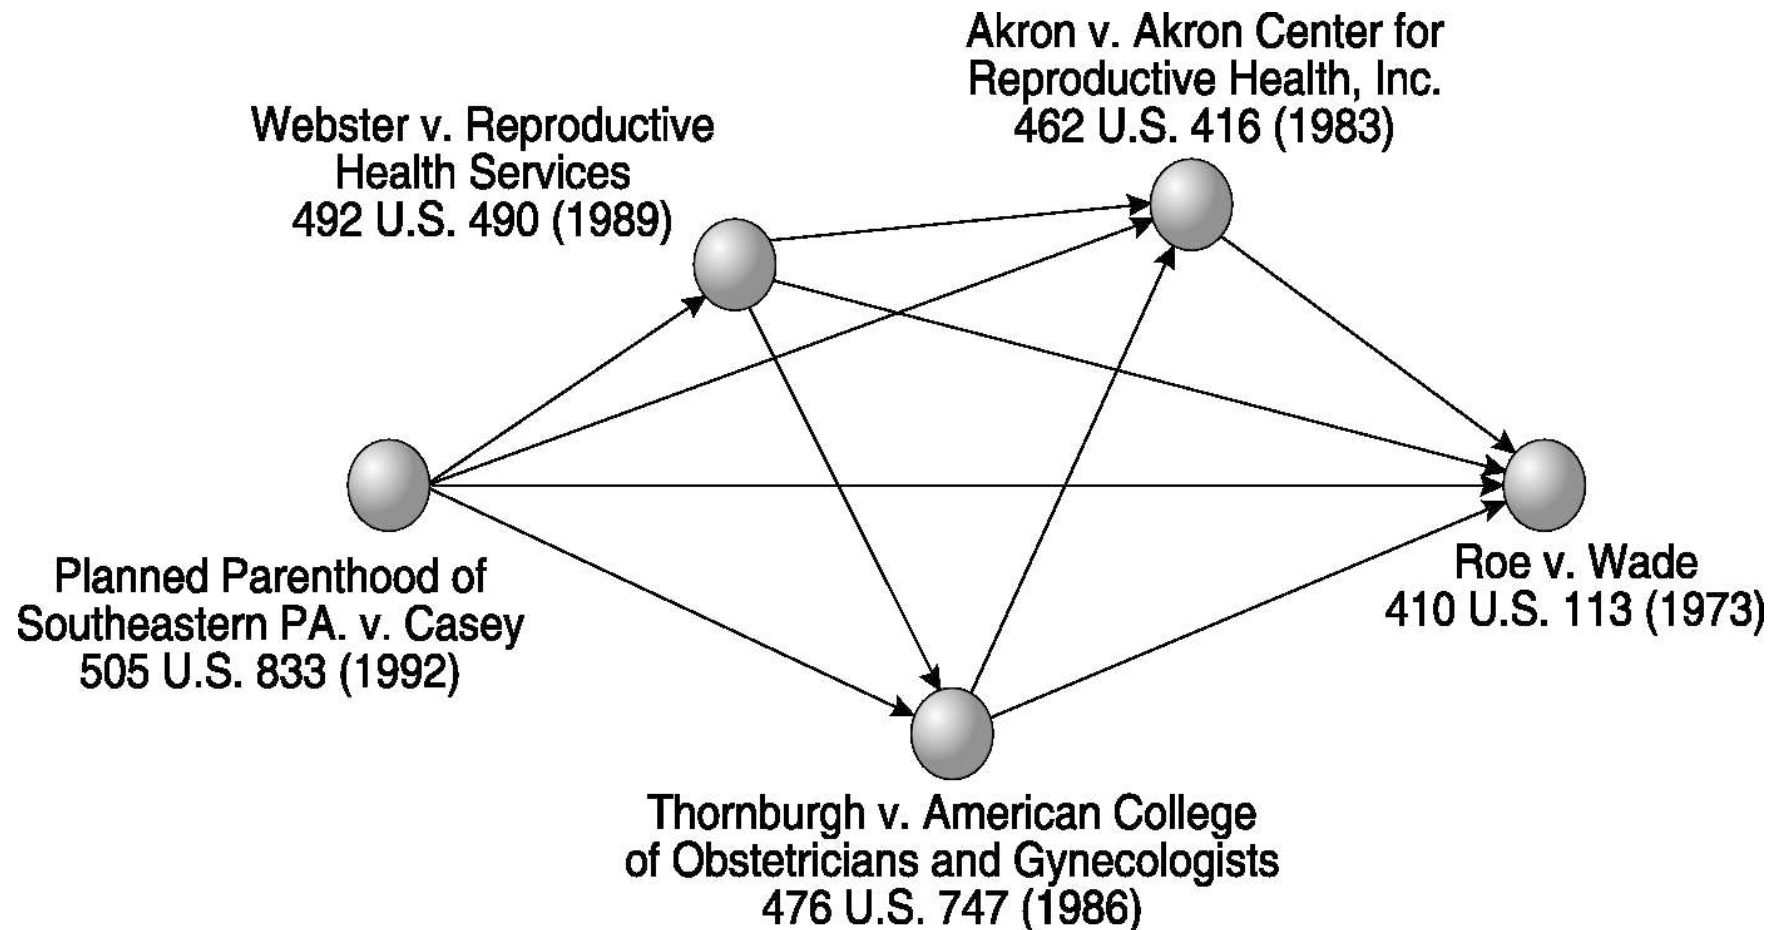 Akron v. Akron Center for
Reproductive Health, Inc.
462 U.S. 416 (1983)
Webster v. Reproductive
Health Services
492 U.S. 490 (1989)
Planned Parenthood of
Southeastern PA. v. Casey
505 U.S. 833 (1992)
Roe v. Wade
410 U.S. 113 (1973)
Thornburgh v. American College
of Obstetricians and Gynecologists
476 U.S. 747 (1986)